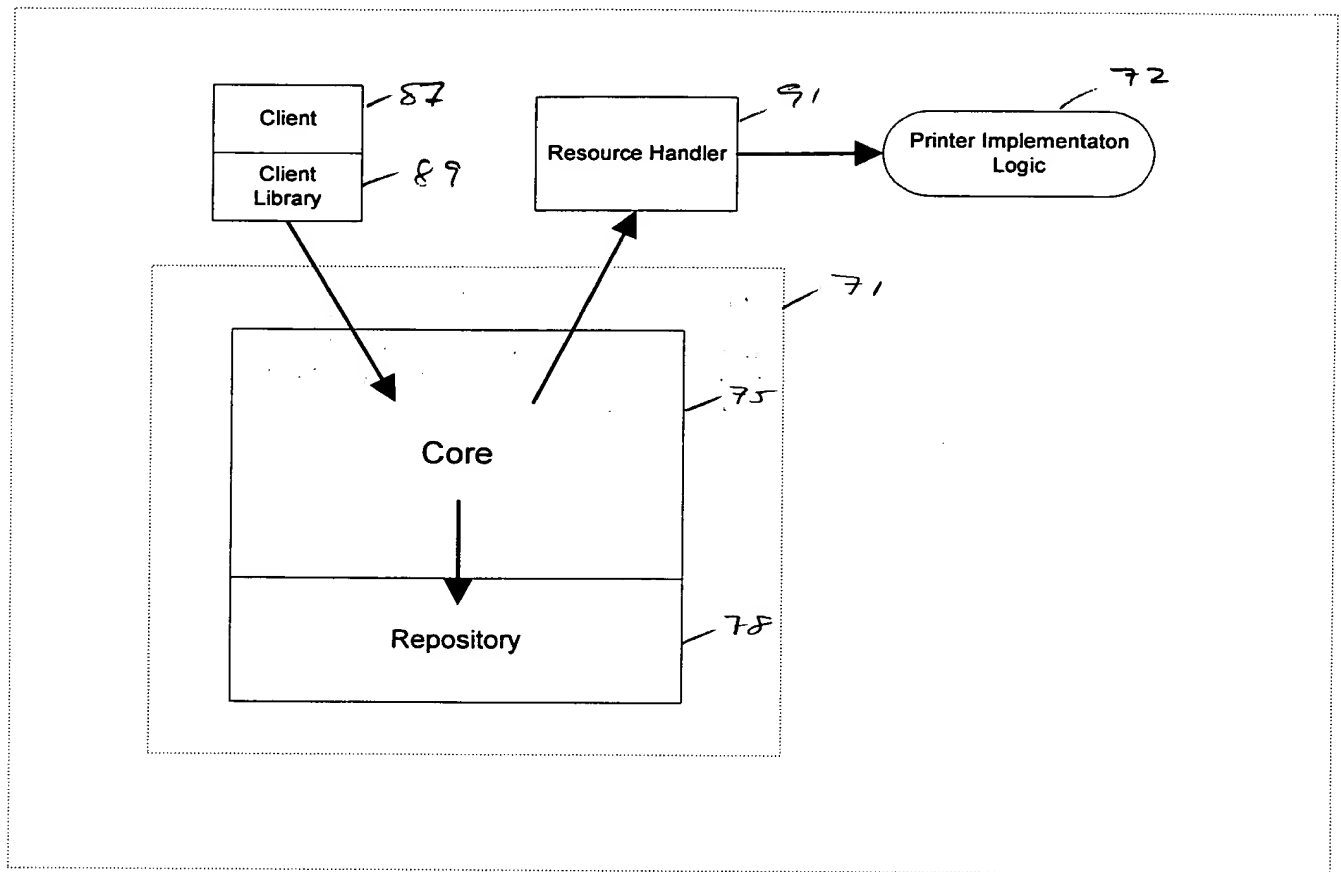 Client
87
Client
Library
89
Resource Handler
91
Printer Implementaton
Logic
72
71
Core
75
Repository
78